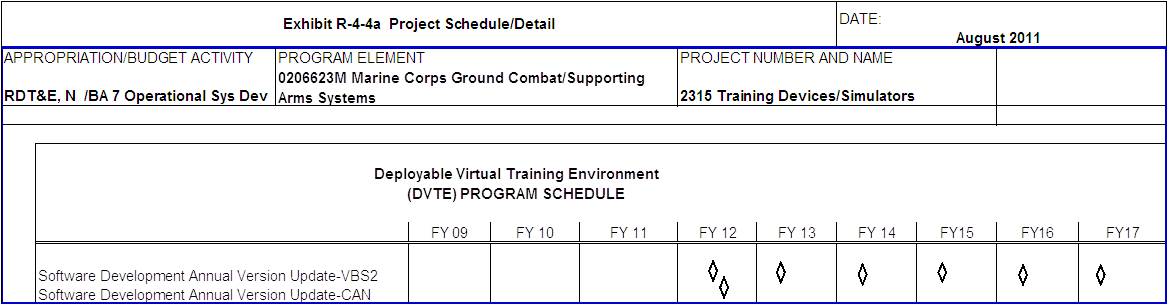 Exhibit R-4-4a Project Schedule/Detail
DATE:
August 2011
APPROPRIATION/BUDGET ACTIVITY
RDT&E, N /BA 7 Operational Sys Dev
PROGRAM ELEMENT
0206623M Marine Corps Ground Combat/Supporting
Arms Systems
PROJECT NUMBER AND NAME
2315 Training Devices/Simulators
Deployable Virtual Training Environment
(DVTE) PROGRAM SCHEDULE
FY 09 FY 10 FY 11 FY 12 FY 13 FY 14 FY15 FY16 FY17
Software Development Annual Version Update-VBS2
Software Development Annual Version Update-CAN